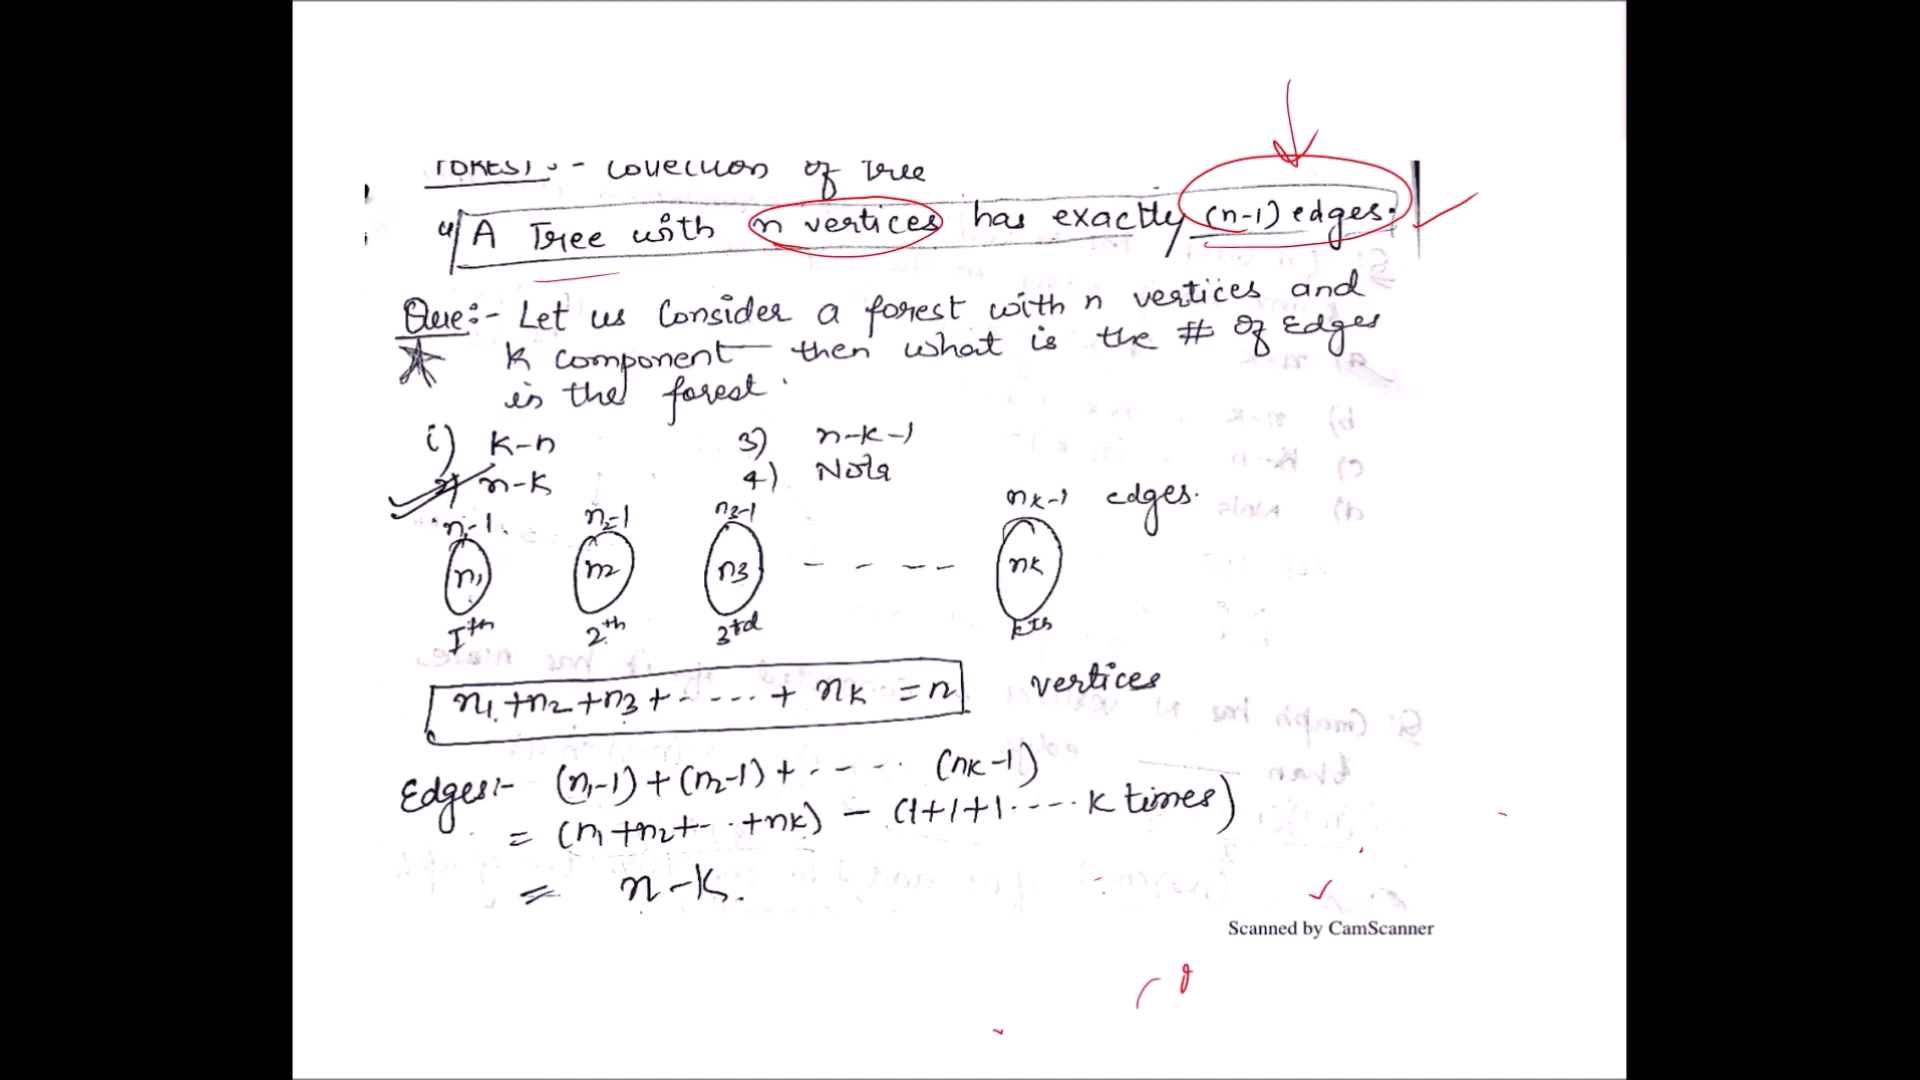 FOREST :- Collection of Tree
4) A Tree with n vertices has exactly (n-1) edges.
Que:- Let us Consider a forest with n vertices and
K component then what is the # of Edges
is the forest.
i) K-n
3) n-k-1
2) n-k
4) Nota
n1-1.
n2-1
n3-1
nk-1 edges.
n1
n2
n3
- - - -
nk
Ith
2th
3rd
kth
n1+n2+n3+-....+ nk =n
vertices
Edges:- (n1-1)+(n2-1)+---. (nk-1)
= (n1+n2+-..+nk) - (1+1+1....k times)
= n-k.
Scanned by CamScanner